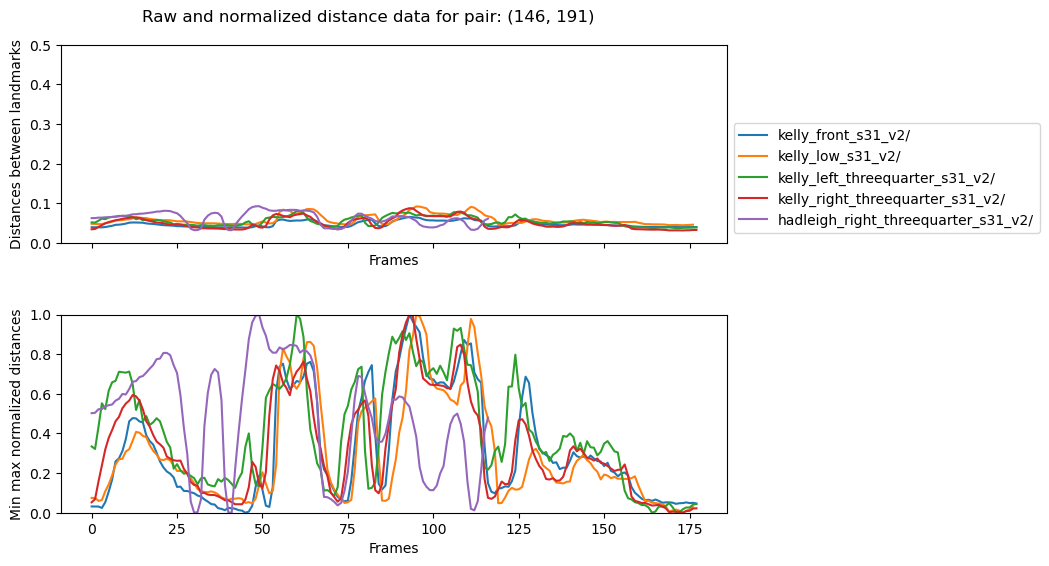 Raw and normalized distance data for pair: (146, 191)
Distances between landmarks
0.5
0.4
0.3
0.2
0.1
0.0
Frames
kelly_front_s31_v2/
kelly_low_s31_v2/
kelly_left_threequarter_s31_v2/
kelly_right_threequarter_s31_v2/
hadleigh_right_threequarter_s31_v2/
Min max normalized distances
1.0
0.8
0.6
0.4
0.2
0.0
0
25
50
75
100
125
150
175
Frames